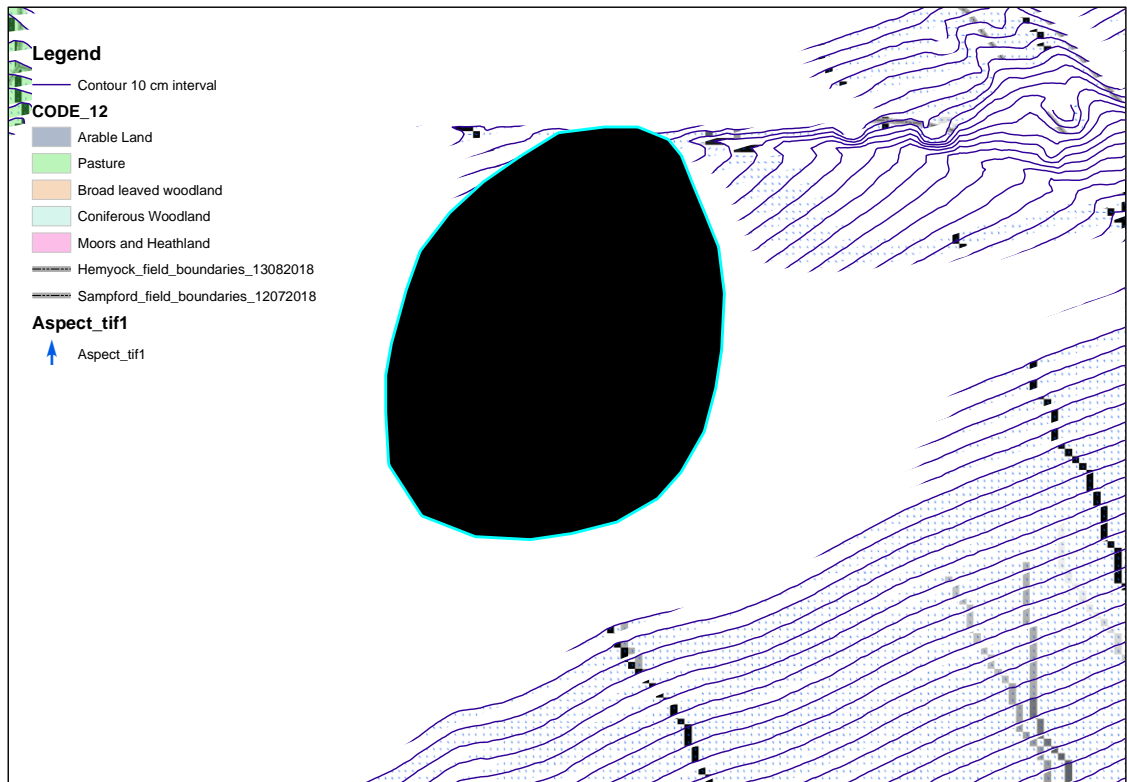 Legend
Contour 10 cm interval
CODE_12
Arable Land
Pasture
Broad leaved woodland
Coniferous Woodland
Moors and Heathland
Hemyock_field_boundaries_13082018
Sampford_field_boundaries_12072018
Aspect_tif1
Aspect_tif1